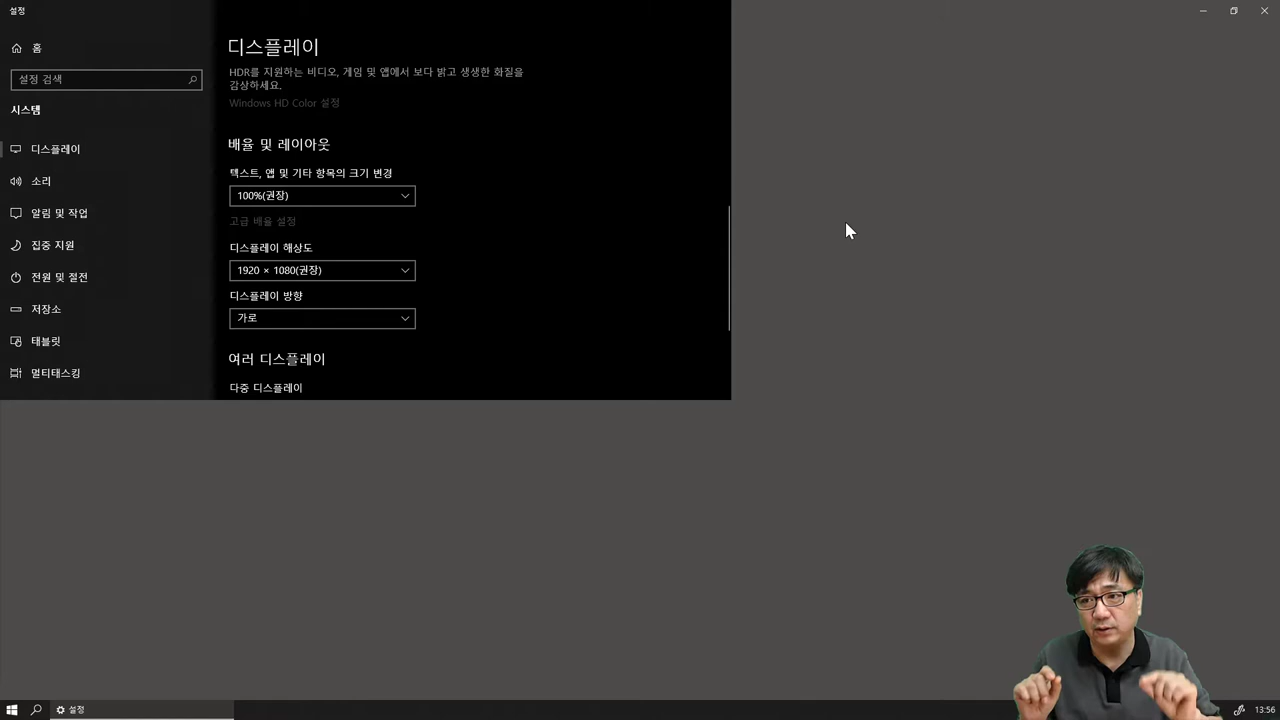 설정
홈
설정 검색
시스템
디스플레이
소리
알림 및 작업
집중 지원
전원 및 절전
저장소
태블릿
멀티태스킹
디스플레이
HDR를 지원하는 비디오, 게임 및 앱에서 보다 밝고 생생한 화질을
감상하세요.
Windows HD Color 설정
배율 및 레이아웃
텍스트, 앱 및 기타 항목의 크기 변경
100%(권장)
고급 배율 설정
디스플레이 해상도
1920 × 1080(권장)
디스플레이 방향
가로
여러 디스플레이
다중 디스플레이
설정
13:56